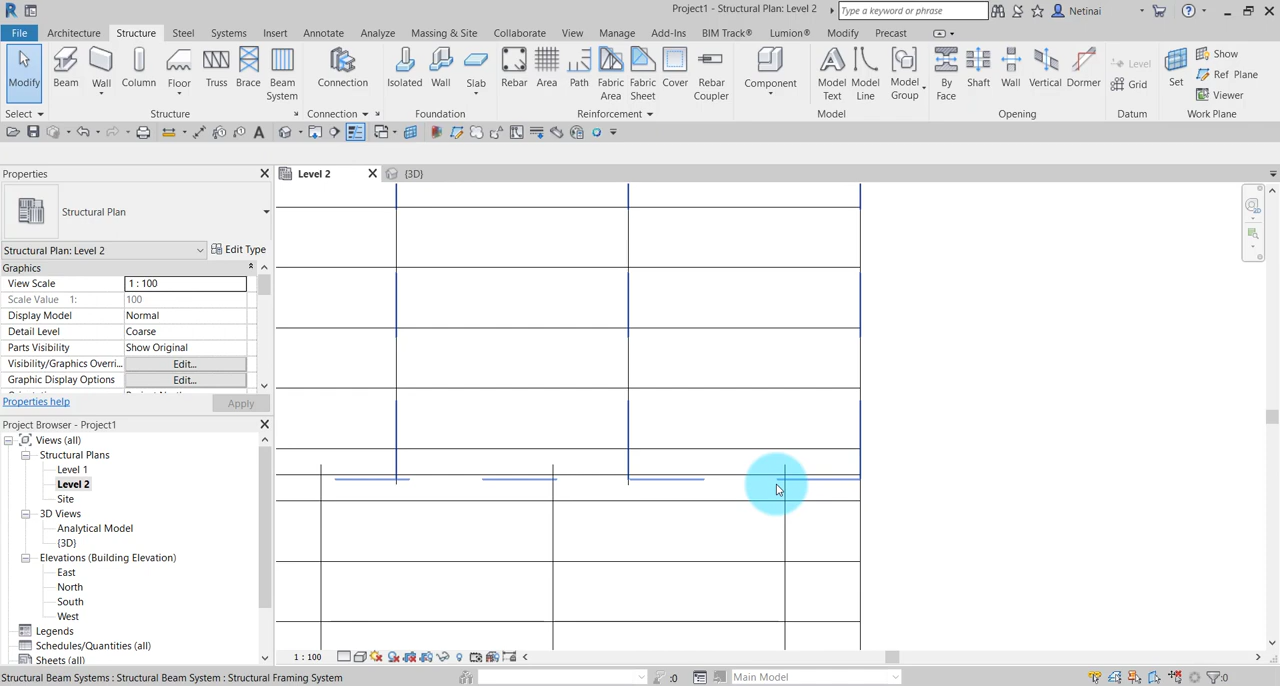 Project1 - Structural Plan: Level 2
Type a keyword or phrase
Netinai
File Architecture Structure Steel Systems Insert Annotate Analyze Massing & Site Collaborate View Manage Add-Ins BIM Track® Lumion® Modify Precast
Modify Beam Wall Column Floor Truss Brace Beam System Connection Isolated Wall Slab Rebar Area Path Fabric Area Fabric Sheet Cover Rebar Coupler Component Model Text Model Line Model Group By Face Shaft Wall Vertical Dormer Level Grid Set Show Ref Plane Viewer
Select Structure Connection Foundation Reinforcement Model Opening Datum Work Plane
Properties
Level 2 {3D}
Structural Plan
Structural Plan: Level 2 Edit Type
Graphics
View Scale 1 : 100
Scale Value 1: 100
Display Model Normal
Detail Level Coarse
Parts Visibility Show Original
Visibility/Graphics Overri... Edit...
Graphic Display Options Edit...
Properties help Apply
Project Browser - Project1
Views (all)
Structural Plans
Level 1
Level 2
Site
3D Views
Analytical Model
{3D}
Elevations (Building Elevation)
East
North
South
West
Legends
Schedules/Quantities (all)
Sheets (all)
1 : 100
Structural Beam Systems : Structural Beam System : Structural Framing System
:0
Main Model
:0